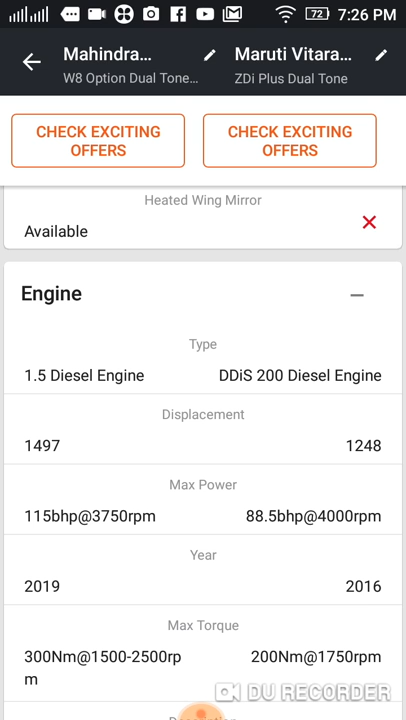 72 7:26 PM
Mahindra... Maruti Vitara...
W8 Option Dual Tone... ZDi Plus Dual Tone
CHECK EXCITING OFFERS CHECK EXCITING OFFERS
Heated Wing Mirror
Available
Engine
Type
1.5 Diesel Engine DDiS 200 Diesel Engine
Displacement
1497 1248
Max Power
115bhp@3750rpm 88.5bhp@4000rpm
Year
2019 2016
Max Torque
300Nm@1500-2500rp 200Nm@1750rpm
m
DU RECORDER